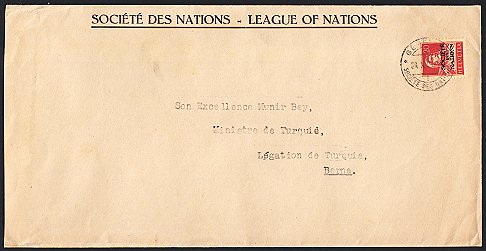 SOCIÉTÉ DES NATIONS - LEAGUE OF NATIONS
Son Excellence Munir Bey,
Ministre de Turquie,
Légation de Turquie,
Berne.